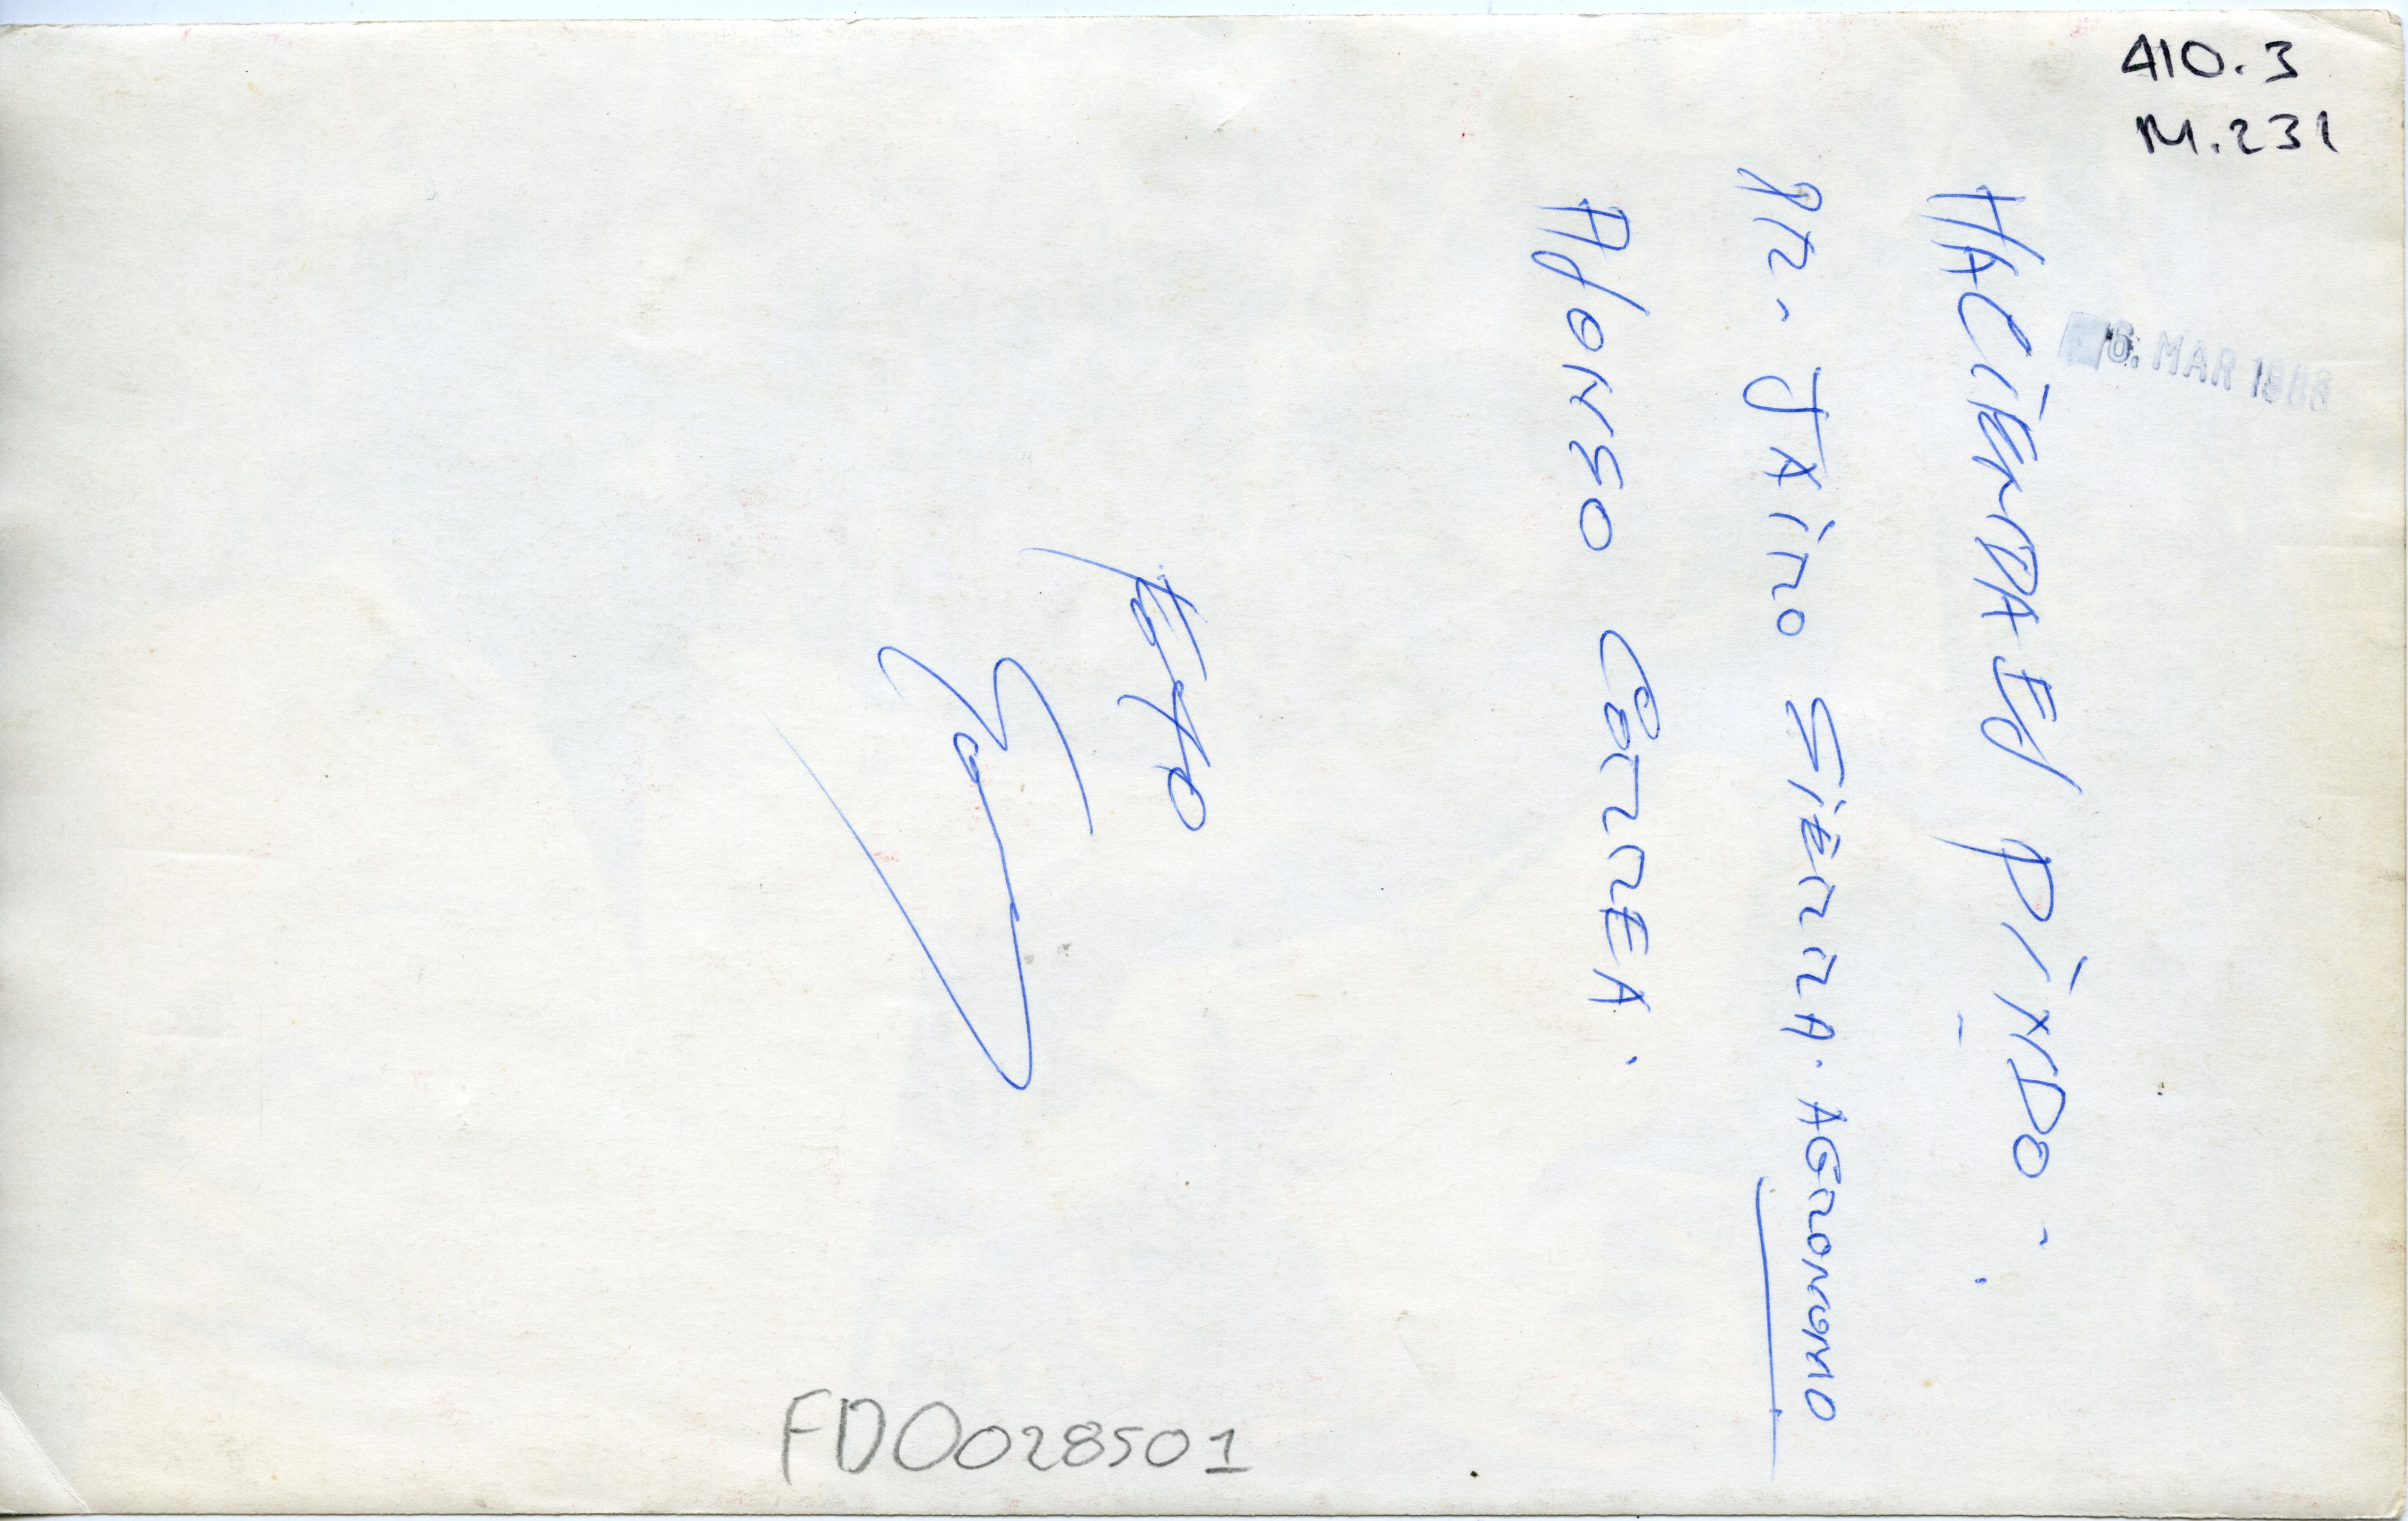 410.3
M.231
6. MAR 1988
HACIENDA El PINDO.
Dr. JAiro SiErrA. AGronomo
AlonSo CorrEA.
Foto
FD0028501